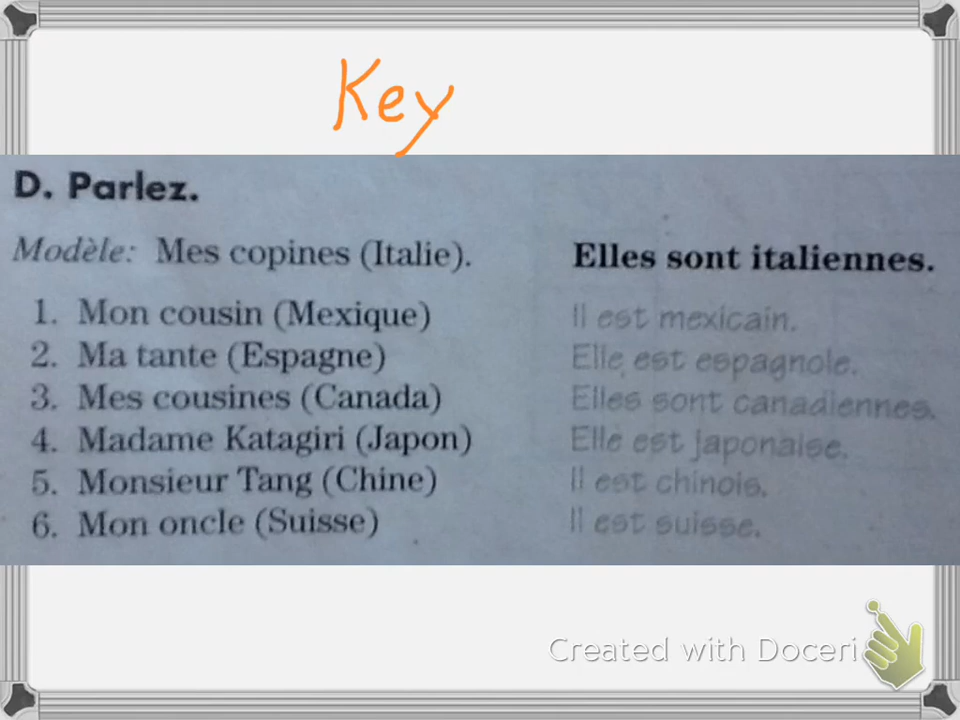 Key
D. Parlez.
Modèle: Mes copines (Italie). Elles sont italiennes.
1. Mon cousin (Mexique) Il est mexicain.
2. Ma tante (Espagne) Elle est espagnole.
3. Mes cousines (Canada) Elles sont canadiennes.
4. Madame Katagiri (Japon) Elle est japonaise.
5. Monsieur Tang (Chine) Il est chinois.
6. Mon oncle (Suisse) Il est suisse.
Created with Doceri